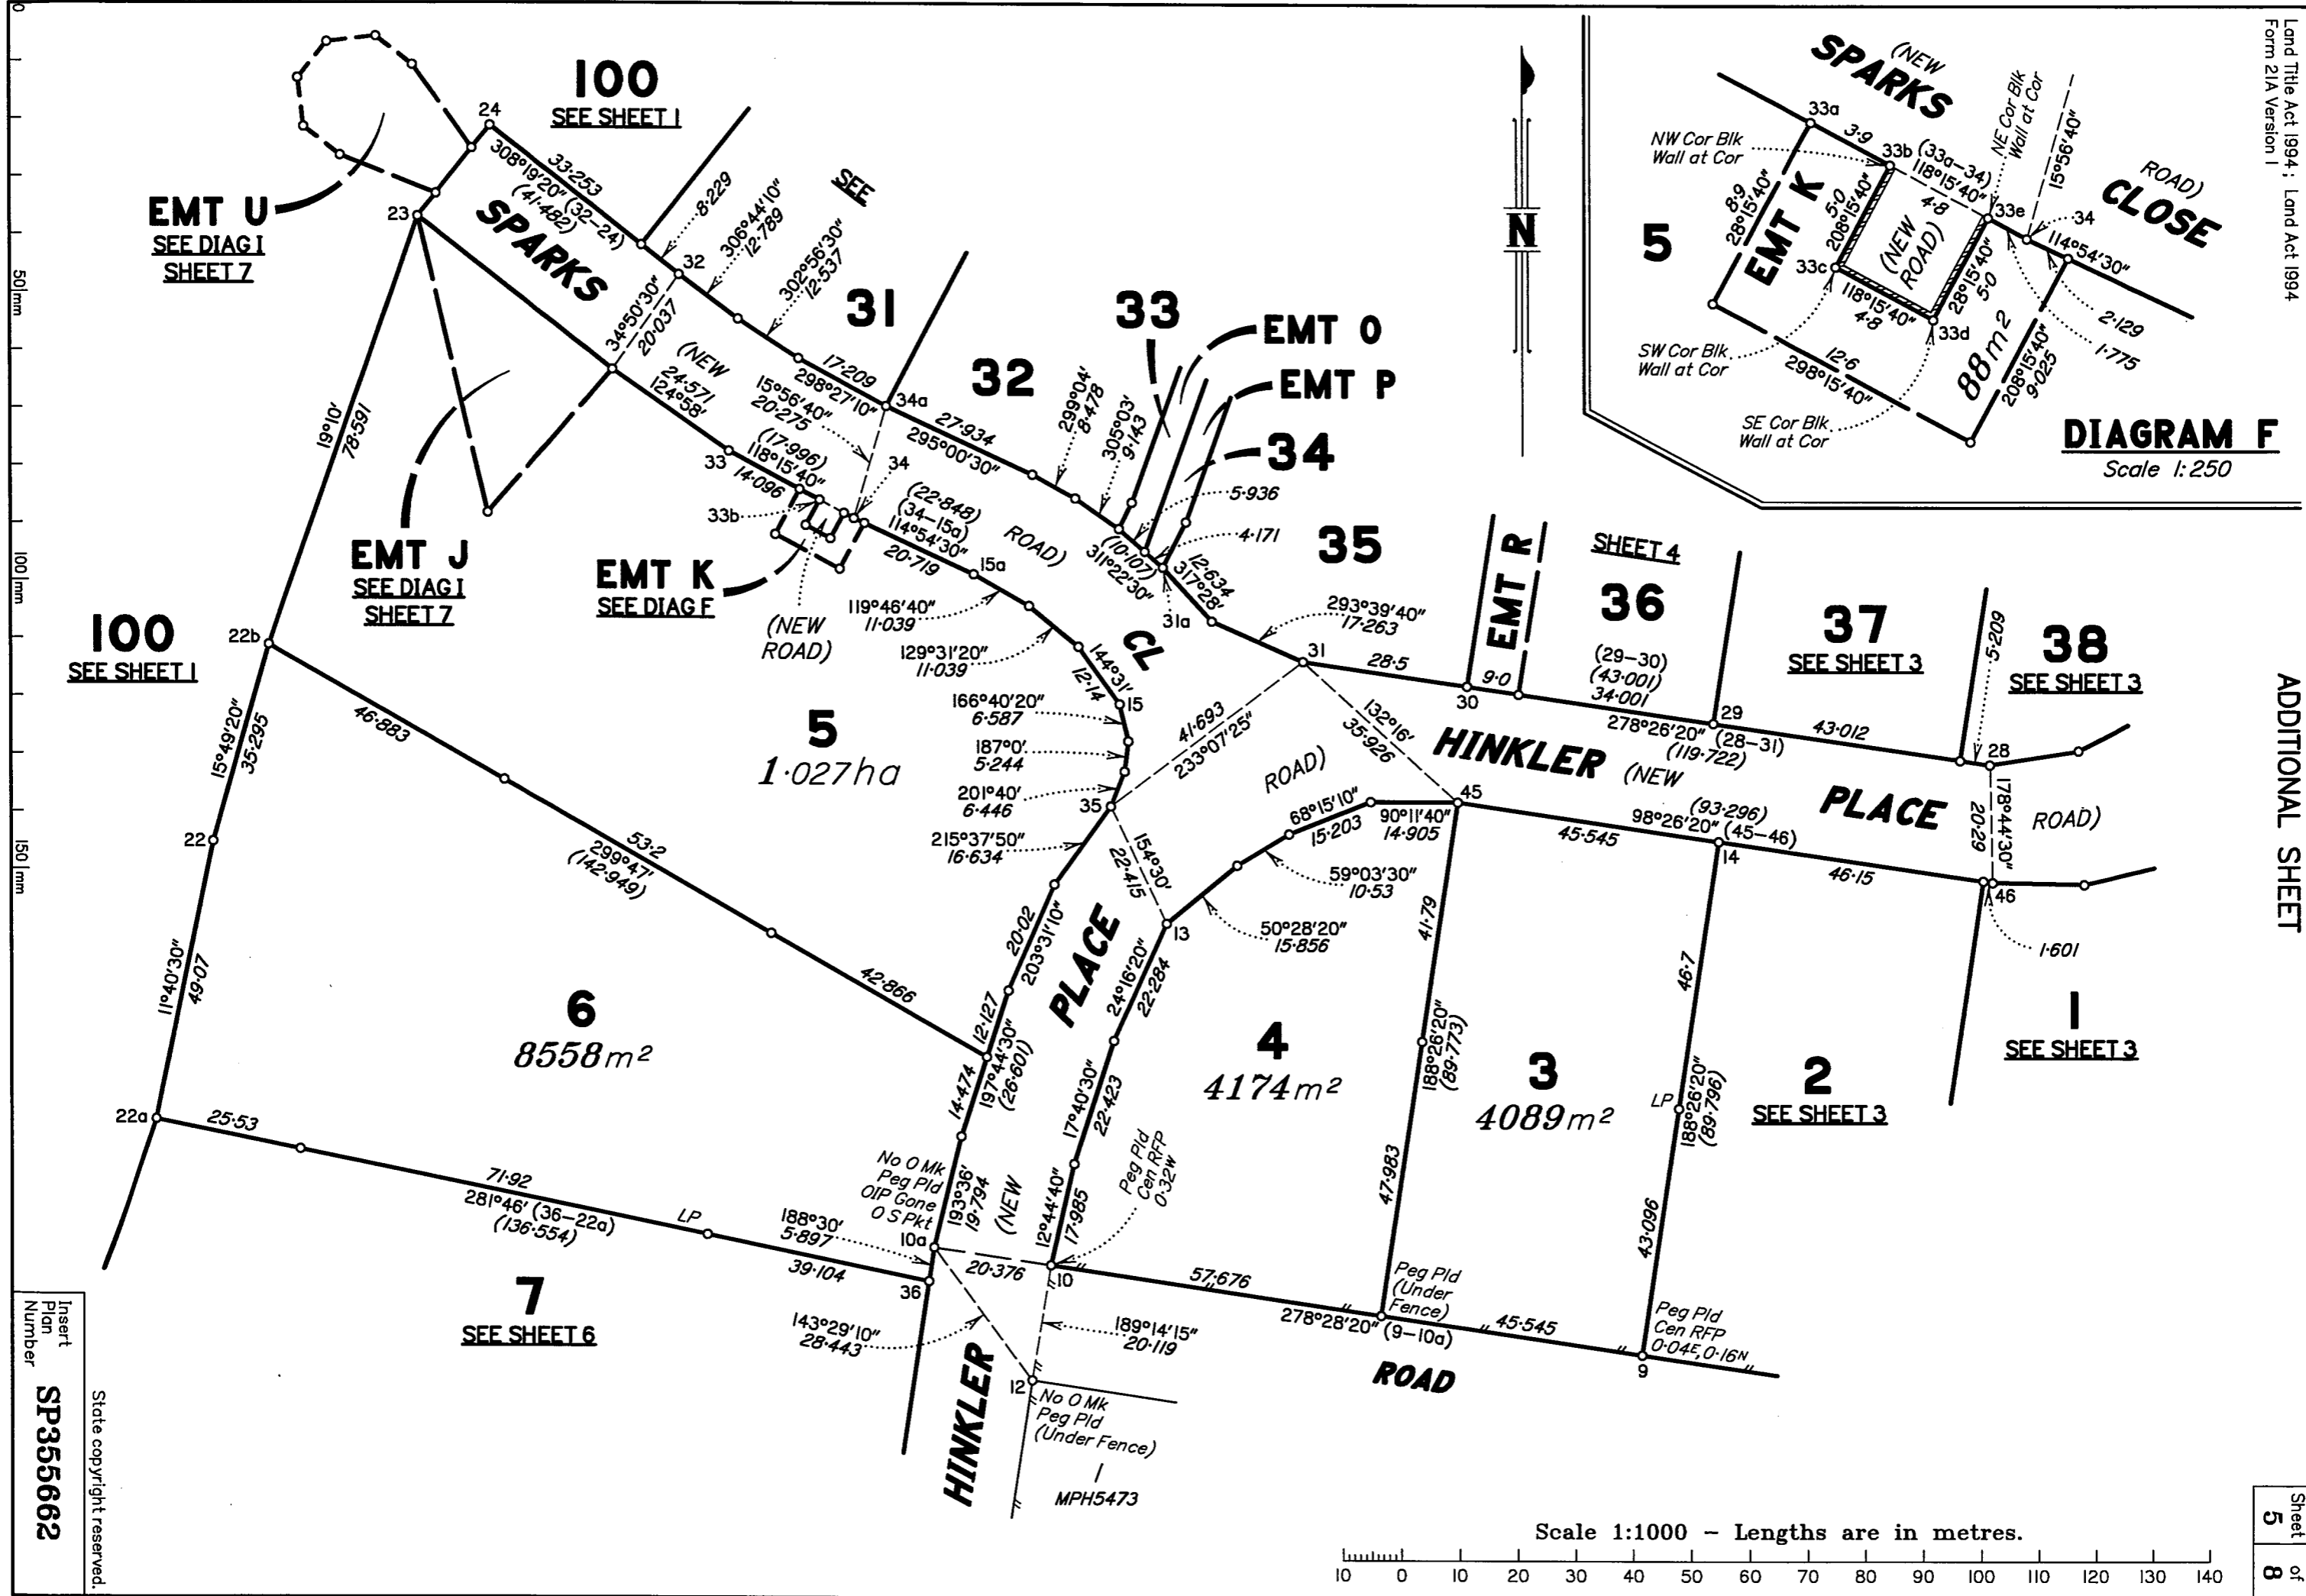 Land Title Act 1994 ; Land Act 1994
Form 21A Version 1
ADDITIONAL SHEET
Sheet
5
of
8
SPARKS
(NEW
ROAD)
CLOSE
33a
3·9
33b
(33a–34)
118°15'40"
4·8
33e
34
114°54'30"
15°56'40"
NE Cor Blk
Wall at Cor
NW Cor Blk
Wall at Cor
5
EMT K
8·9
28°15'40"
5·0
208°15'40"
(NEW
ROAD)
28°15'40"
5·0
33c
118°15'40"
4·8
33d
2·129
1·775
208°15'40"
9·025
88m2
12·6
298°15'40"
SW Cor Blk
Wall at Cor
SE Cor Blk
Wall at Cor
DIAGRAM F
Scale 1:250
N
100
SEE SHEET 1
24
33·253
308°19'20" (32–24)
(41·482)
8·229
306°44'10"
12·789
SEE
302°56'30"
12·537
EMT U
SEE DIAG I
SHEET 7
23
SPARKS
32
34°50'30"
20·037
31
(NEW
24·571
124°58'
17·209
298°27'10"
34a
15°56'40"
20·275
32
27·934
295°00'30"
299°04'
8·478
305°03'
9·143
33
EMT O
EMT P
34
5·936
4·171
(10·107)
311°22'30"
12·634
317°28'
31a
35
293°39'40"
17·263
31
19°10'
78·591
(17·996)
118°15'40"
33
14·096
34
33b
(22·848)
(34–15a)
114°54'30"
20·719
15a
ROAD)
EMT J
SEE DIAG I
SHEET 7
EMT K
SEE DIAG F
(NEW
ROAD)
119°46'40"
11·039
129°31'20"
11·039
144°31'
12·14
CL
15
166°40'20"
6·587
187°0'
5·244
201°40'
6·446
35
215°37'50"
16·634
28·5
30
9·0
EMT R
SHEET 4
36
(29–30)
(43·001)
34·001
278°26'20" (28–31)
(119·722)
29
37
SEE SHEET 3
43·012
5·209
38
SEE SHEET 3
28
178°44'30"
20·29
HINKLER
(NEW
PLACE
ROAD)
41·693
233°07'25"
132°16'
35·926
ROAD)
45
(93·296)
98°26'20" (45–46)
45·545
14
46·15
46
1·601
68°15'10"
15·203
90°11'40"
14·905
59°03'30"
10·53
50°28'20"
15·856
154°30'
22·415
13
100
SEE SHEET 1
22b
15°49'20"
35·295
22
5
1·027ha
46·883
53·2
299°47'
(142·949)
42·866
11°40'30"
49·07
22a
6
8558m2
20·02
203°31'10"
12·127
197°44'30"
(26·601)
14·474
PLACE
24°16'20"
22·284
17°40'30"
22·423
12°44'40"
17·985
4
4174m2
41·79
188°26'20"
(89·773)
47·983
3
4089m2
46·7
LP
188°26'20"
(89·796)
43·096
2
SEE SHEET 3
1
SEE SHEET 3
25·53
71·92
281°46' (36–22a)
(136·554)
LP
188°30'
5·897
39·104
36
No O Mk
Peg Pld
OIP Gone
O S Pkt
10a
193°36'
19·794
(NEW
Peg Pld
Cen RFP
0·32W
20·376
10
57·676
Peg Pld
(Under
Fence)
278°28'20" (9–10a)
45·545
Peg Pld
Cen RFP
0·04E, 0·16N
9
ROAD
7
SEE SHEET 6
143°29'10"
28·443
189°14'15"
20·119
12
No O Mk
Peg Pld
(Under Fence)
1
MPH5473
HINKLER
Insert
Plan
Number
SP355662
State copyright reserved.
Scale 1:1000 – Lengths are in metres.
10 0 10 20 30 40 50 60 70 80 90 100 110 120 130 140
0
50 mm
100 mm
150 mm